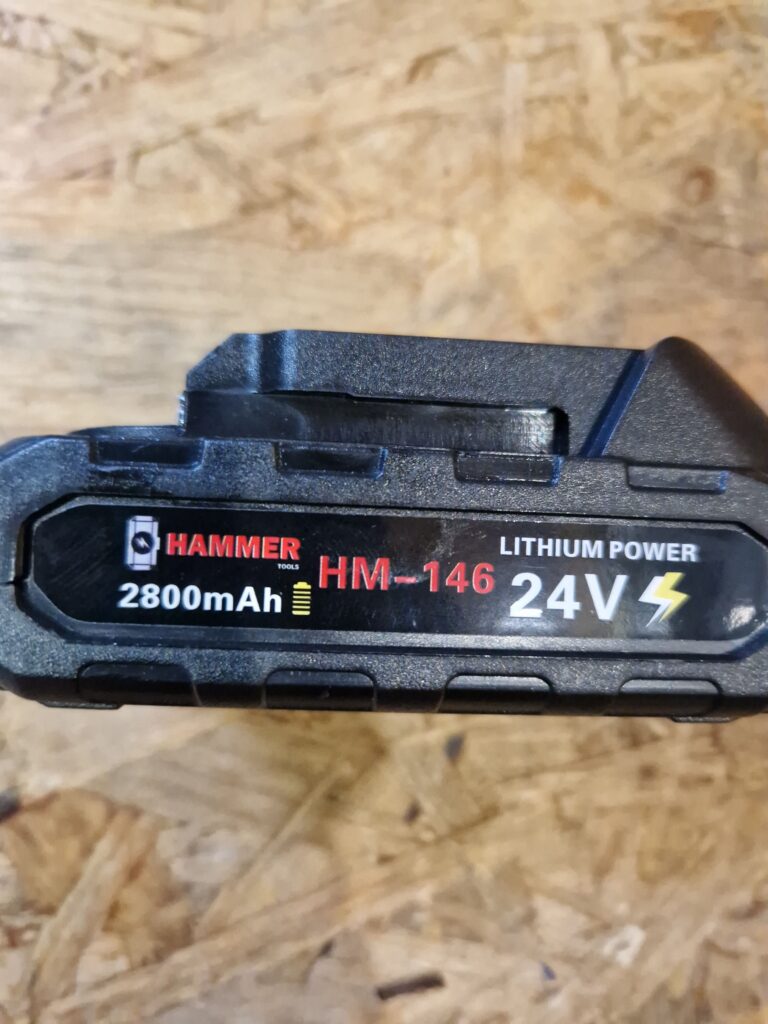 HAMMER
TOOLS
2800mAh
HM-146
LITHIUM POWER
24V